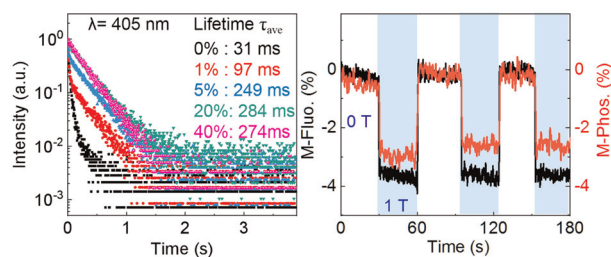 λ= 405 nm
Lifetime τave
0% : 31 ms
1% : 97 ms
5% : 249 ms
20%: 284 ms
40%: 274ms
Intensity (a.u.)
10⁰
10⁻¹
10⁻²
10⁻³
0 1 2 3
Time (s)
M-Fluo. (%)
0
-2
-4
0 T
1 T
0 60 120 180
Time (s)
0
-2
-4
M-Phos. (%)